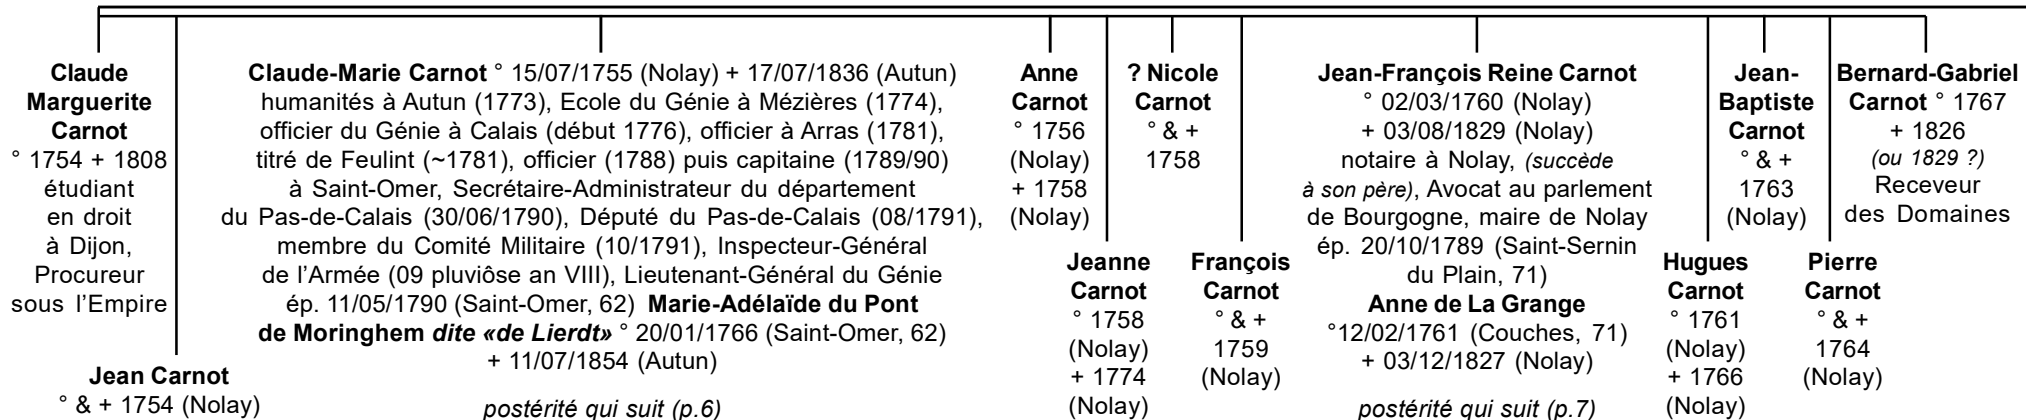 Claude
Marguerite
Carnot
° 1754 + 1808
étudiant
en droit
à Dijon,
Procureur
sous l’Empire
Jean Carnot
° & + 1754 (Nolay)
Claude-Marie Carnot ° 15/07/1755 (Nolay) + 17/07/1836 (Autun)
humanités à Autun (1773), Ecole du Génie à Mézières (1774),
officier du Génie à Calais (début 1776), officier à Arras (1781),
titré de Feulint (~1781), officier (1788) puis capitaine (1789/90)
à Saint-Omer, Secrétaire-Administrateur du département
du Pas-de-Calais (30/06/1790), Député du Pas-de-Calais (08/1791),
membre du Comité Militaire (10/1791), Inspecteur-Général
de l’Armée (09 pluviôse an VIII), Lieutenant-Général du Génie
ép. 11/05/1790 (Saint-Omer, 62) Marie-Adélaïde du Pont
de Moringhem dite «de Lierdt» ° 20/01/1766 (Saint-Omer, 62)
+ 11/07/1854 (Autun)
postérité qui suit (p.6)
Anne
Carnot
° 1756
(Nolay)
+ 1758
(Nolay)
Jeanne
Carnot
° 1758
(Nolay)
+ 1774
(Nolay)
? Nicole
Carnot
° & +
1758
François
Carnot
° & +
1759
(Nolay)
Jean-François Reine Carnot
° 02/03/1760 (Nolay)
+ 03/08/1829 (Nolay)
notaire à Nolay, (succède
à son père), Avocat au parlement
de Bourgogne, maire de Nolay
ép. 20/10/1789 (Saint-Sernin
du Plain, 71)
Anne de La Grange
°12/02/1761 (Couches, 71)
+ 03/12/1827 (Nolay)
postérité qui suit (p.7)
Hugues
Carnot
° 1761
(Nolay)
+ 1766
(Nolay)
Jean-
Baptiste
Carnot
° & +
1763
(Nolay)
Pierre
Carnot
° & +
1764
(Nolay)
Bernard-Gabriel
Carnot ° 1767
+ 1826
(ou 1829 ?)
Receveur
des Domaines